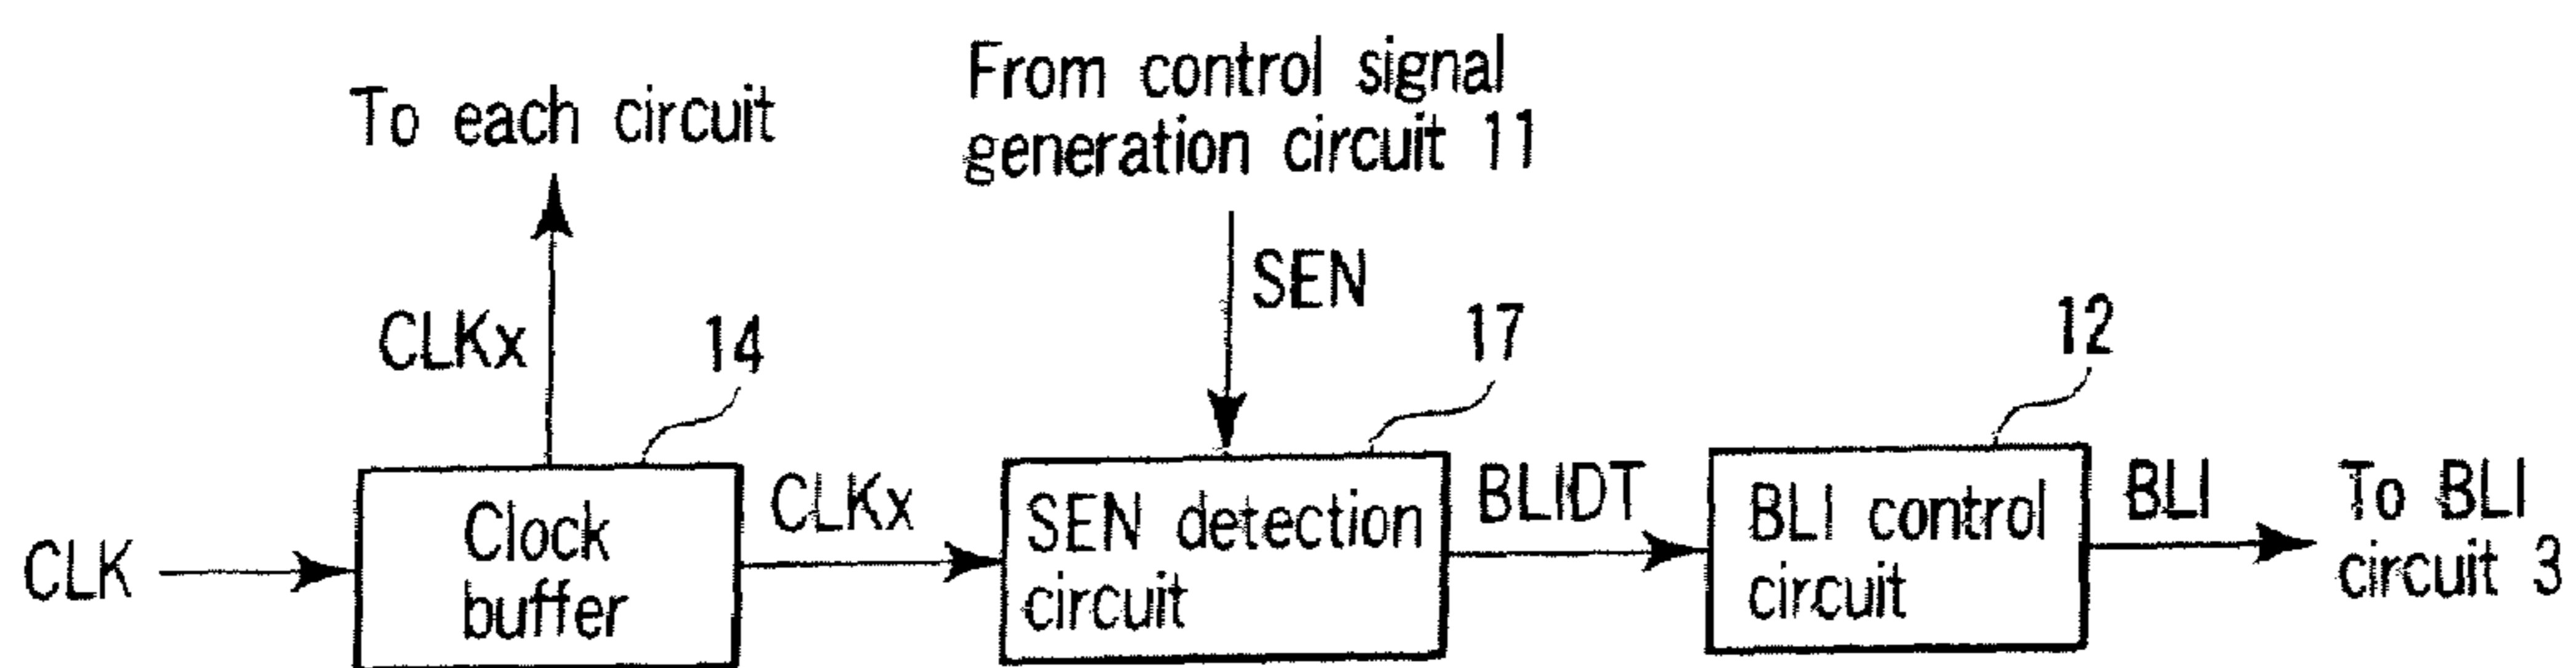 To each circuit
From control signal
generation circuit 11
CLKx
14
SEN
17
12
CLK
Clock
buffer
CLKx
SEN detection
circuit
BLIDT
BLI control
circuit
BLI
To BLI
circuit 3